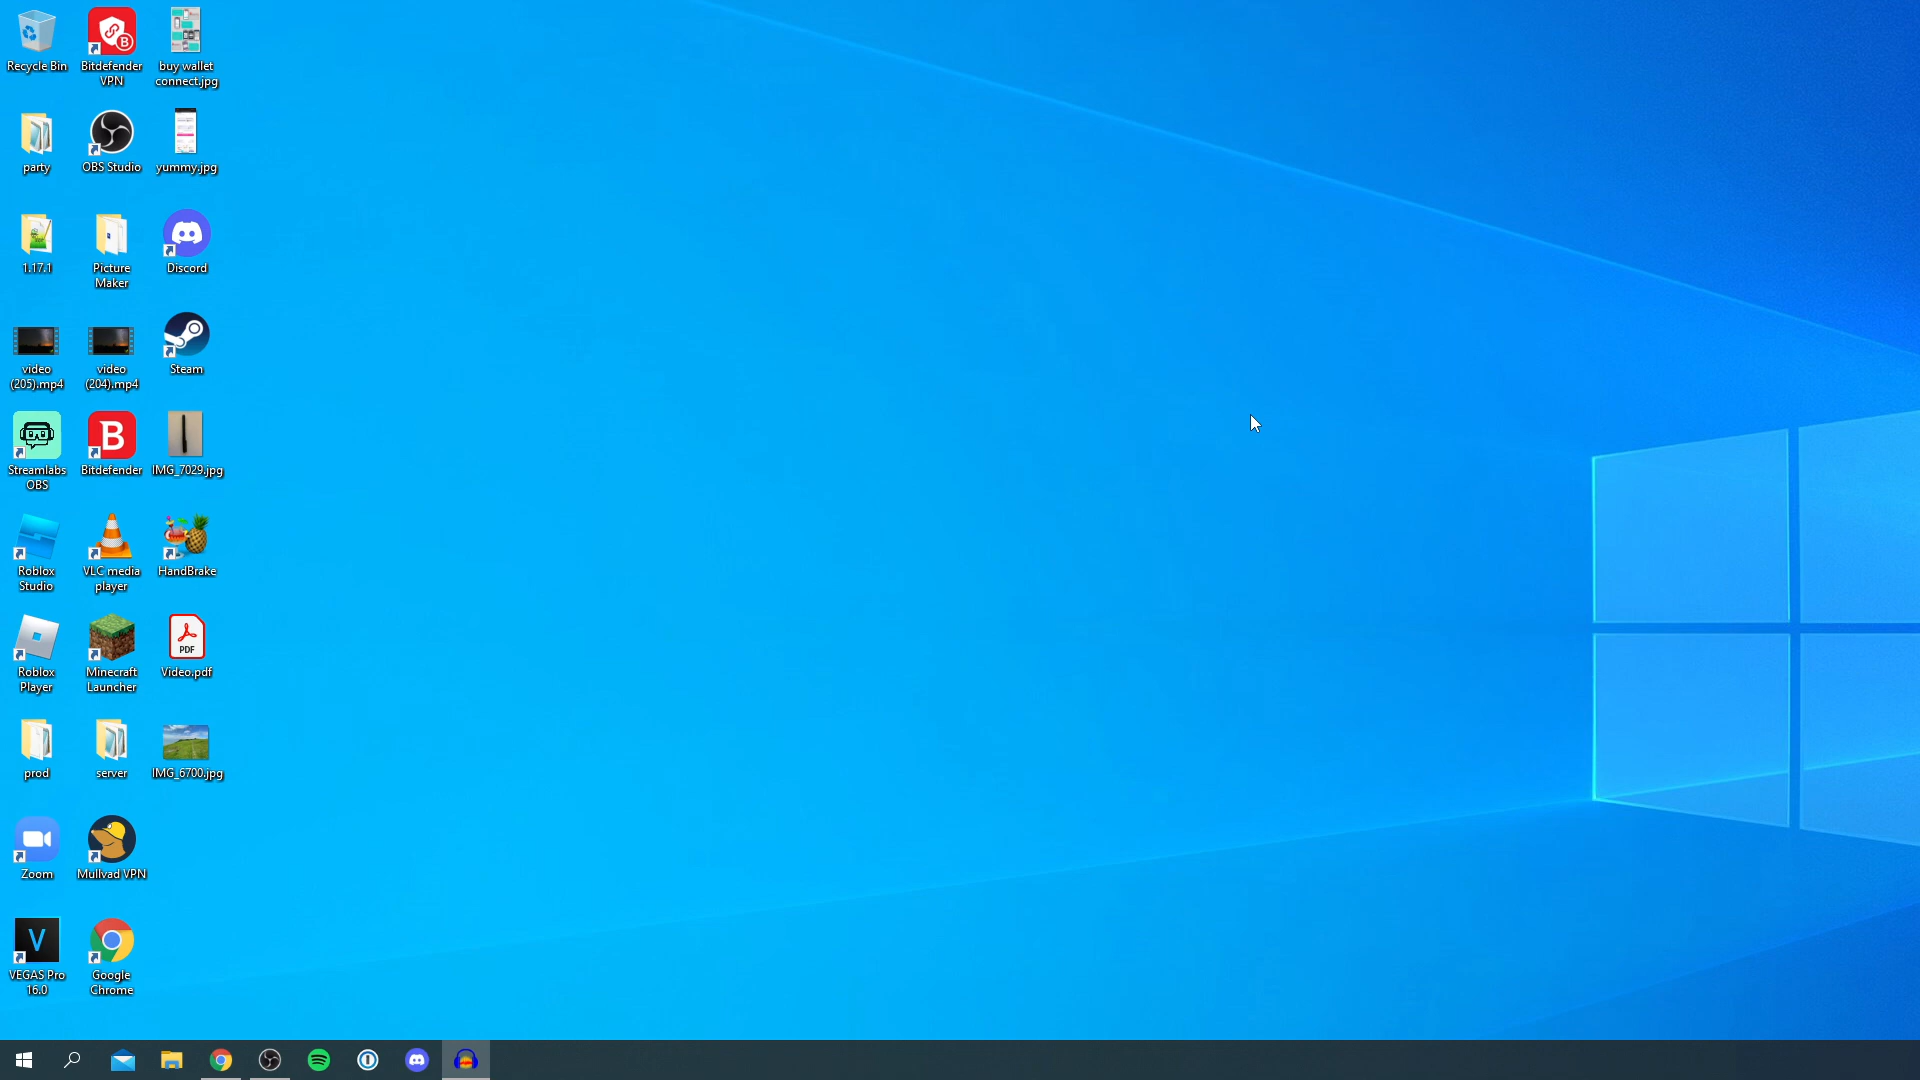 Recycle Bin
Bitdefender
VPN
buy wallet
connect.jpg
party
OBS Studio
yummy.jpg
1.17.1
Picture
Maker
Discord
video
(205).mp4
video
(204).mp4
Steam
Streamlabs
OBS
B
Bitdefender
IMG_7029.jpg
Roblox
Studio
VLC media
player
HandBrake
Roblox
Player
Minecraft
Launcher
PDF
Video.pdf
prod
server
IMG_6700.jpg
Zoom
Mullvad VPN
V
VEGAS Pro
16.0
Google
Chrome